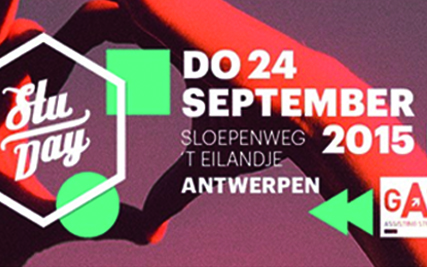 Stu
Day
DO 24
SEPTEMBER
SLOEPENWEG 2015
'T EILANDJE
ANTWERPEN
GA